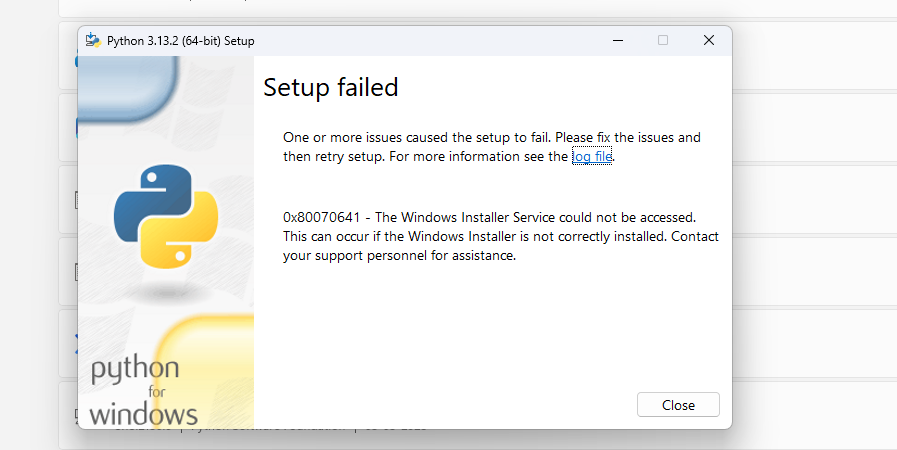 Python 3.13.2 (64-bit) Setup
Setup failed
One or more issues caused the setup to fail. Please fix the issues and
then retry setup. For more information see the log file.
0x80070641 - The Windows Installer Service could not be accessed.
This can occur if the Windows Installer is not correctly installed. Contact
your support personnel for assistance.
python
for
windows
Close